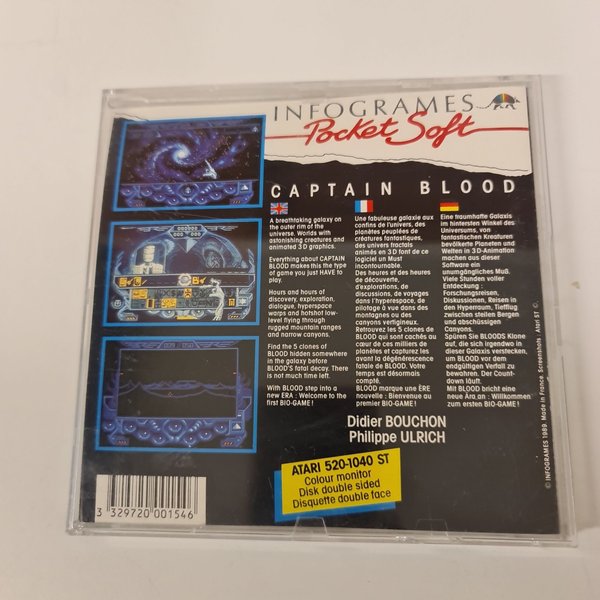 INFOGRAMES
Pocket Soft
CAPTAIN BLOOD
A breathtaking galaxy on
the outer rim of the
universe. Worlds with
astonishing creatures and
animated 3D graphics.
Everything about CAPTAIN
BLOOD makes this the type
of game you just HAVE to
play.
Hours and hours of
discovery, exploration,
dialogue, hyperspace
warps and hotshot low-
level flying through
rugged mountain ranges
and narrow canyons.
Find the 5 clones of
BLOOD hidden somewhere
in the galaxy before
BLOOD'S fatal decay. There
is not much time left.
With BLOOD step into a
new ERA : Welcome to the
first BIO-GAME !
Une fabuleuse galaxie aux
confins de l'univers, des
planètes peuplées de
créatures fantastiques,
des univers fractals
animés en 3D font de ce
logiciel un Must
incontournable.
Des heures et des heures
de découverte,
d'explorations, de
discussions, de voyages
dans l'hyperespace, de
pilotage à vue dans des
montagnes ou des
canyons vertigineux.
Retrouvez les 5 clones de
BLOOD qui sont cachés au
cœur de ces milliers de
planètes et capturez les
avant la dégénérescence
fatale de BLOOD. Votre
temps est désormais
compté.
BLOOD marque une ÈRE
nouvelle : Bienvenue au
premier BIO-GAME !
Eine traumhafte Galaxis
im hintersten Winkel des
Universums, von
fantastischen Kreaturen
bevölkerte Planeten und
Welten in 3D-Animation
machen aus dieser
Software ein
unumgängliches Muß.
Viele Stunden voller
Entdeckung :
Forschungsreisen,
Diskussionen, Reisen in
den Hyperraum, Tiefflug
zwischen steilen Bergen
und abschüssigen
Canyons.
Spüren Sie BLOODS Klone
auf, die sich irgendwo in
dieser Galaxis verstecken,
um BLOOD vor dem
endgültigen Verfall zu
bewahren. Der Count-
down läuft.
Mit BLOOD bricht eine
neue Ära an : Willkommen
zum ersten BIO-GAME !
Didier BOUCHON
Philippe ULRICH
ATARI 520-1040 ST
Colour monitor
Disk double sided
Disquette double face
3 329720 001546
© INFOGRAMES 1989. Made in France Screenshots : Atari ST ©.